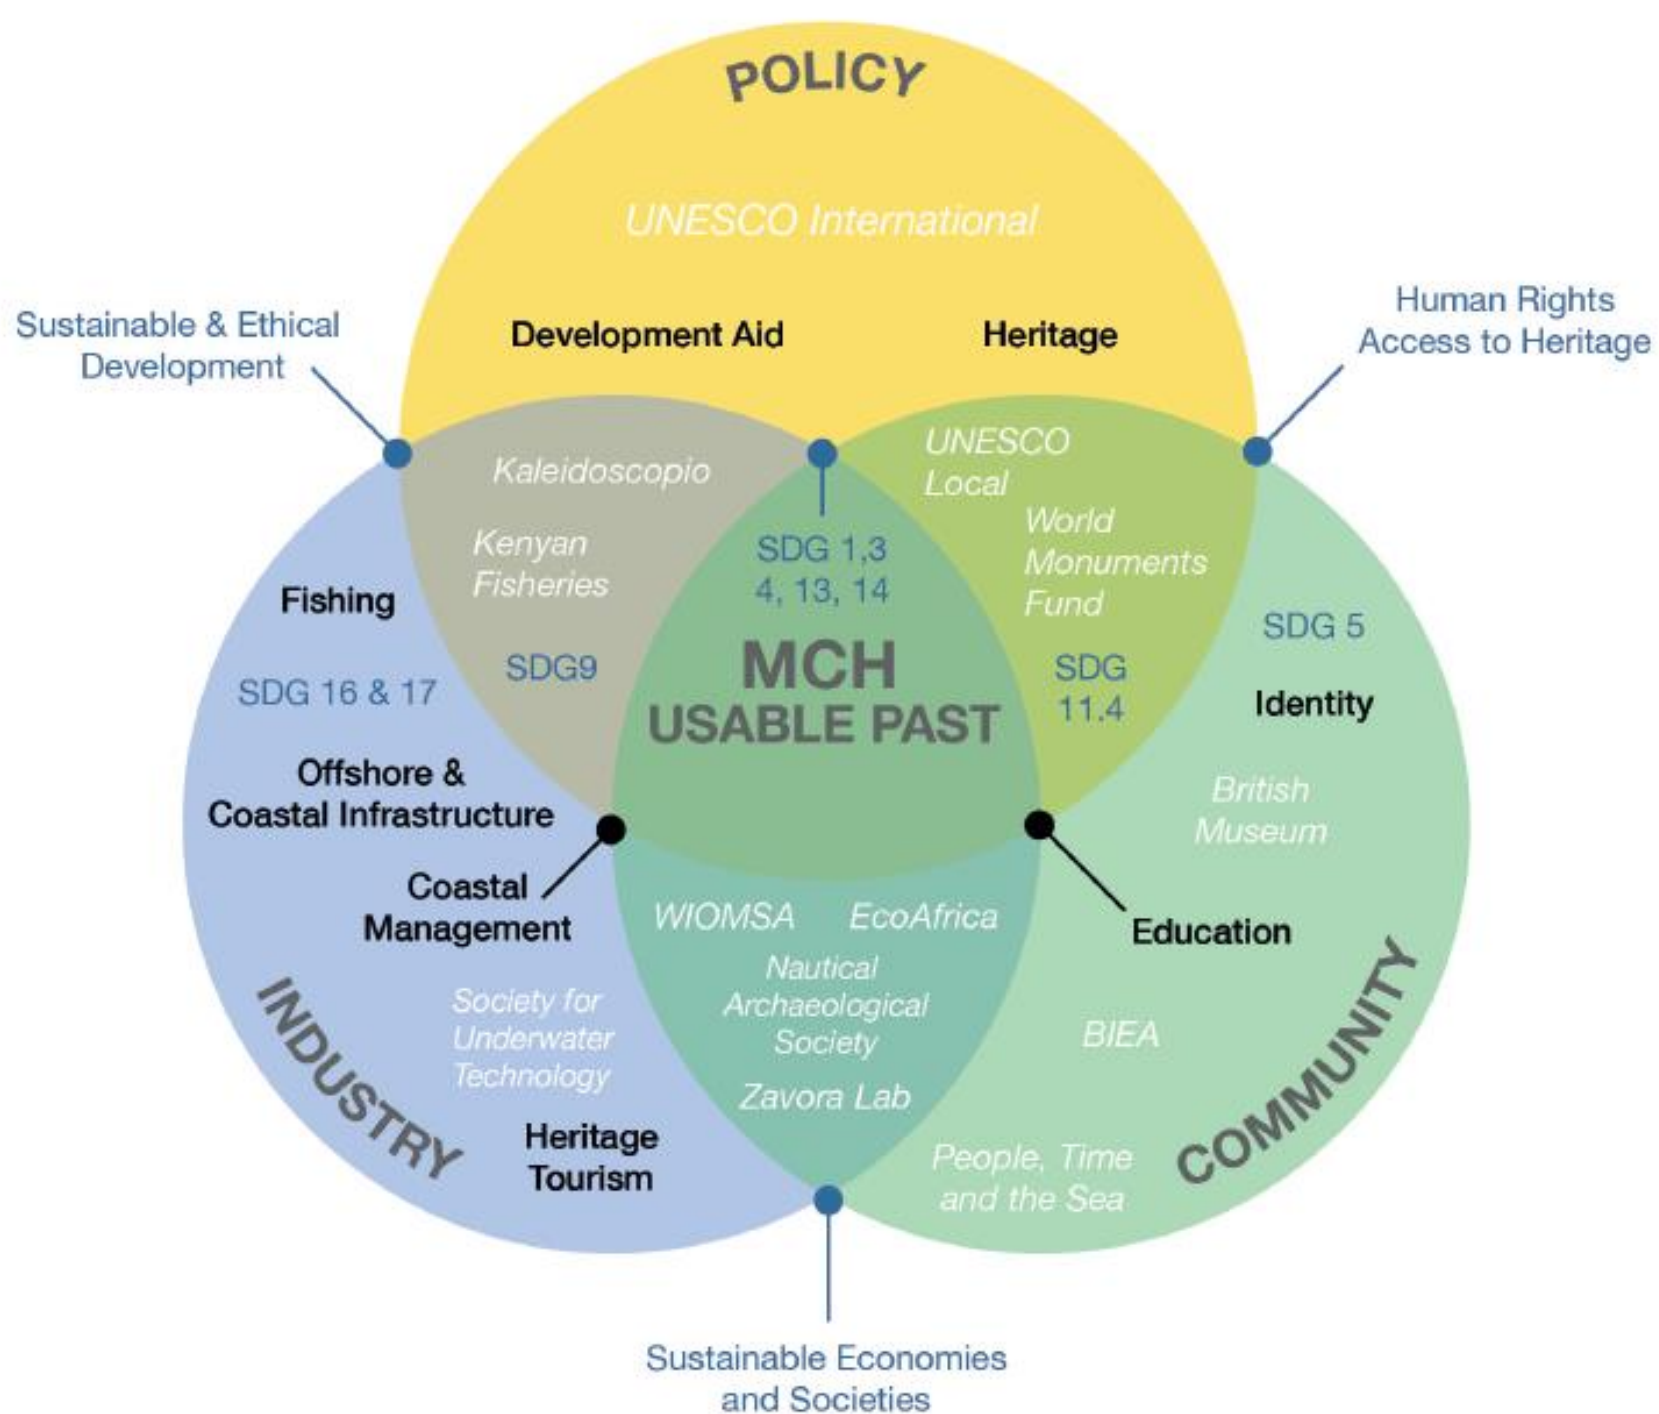 POLICY
UNESCO International
Development Aid
Heritage
Sustainable & Ethical
Development
Human Rights
Access to Heritage
Kaleidoscopio
Kenyan
Fisheries
SDG9
UNESCO
Local
World
Monuments
Fund
SDG
11.4
SDG 1,3
4, 13, 14
MCH
USABLE PAST
Fishing
SDG 16 & 17
Offshore &
Coastal Infrastructure
Coastal
Management
Society for
Underwater
Technology
Heritage
Tourism
INDUSTRY
WIOMSA
EcoAfrica
Nautical
Archaeological
Society
Zavora Lab
SDG 5
Identity
British
Museum
Education
BIEA
People, Time
and the Sea
COMMUNITY
Sustainable Economies
and Societies